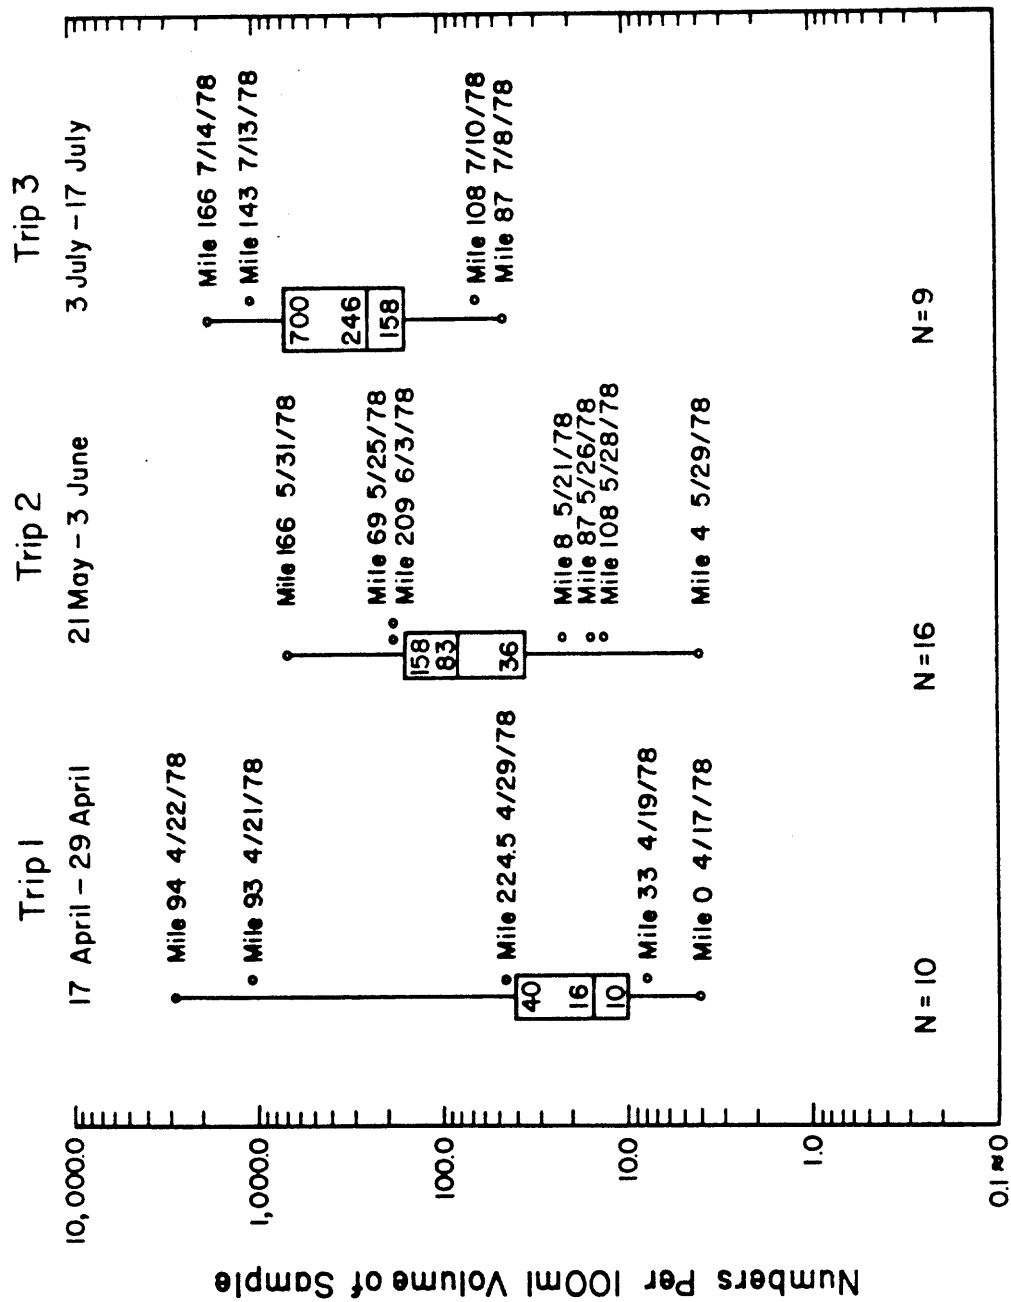 Trip 1
17 April – 29 April
Trip 2
21 May – 3 June
Trip 3
3 July – 17 July
Numbers Per 100ml Volume of Sample
10,000.0
1,000.0
100.0
10.0
1.0
0.1 ≈ 0
Mile 94 4/22/78
Mile 93 4/21/78
Mile 224.5 4/29/78
40
16
10
Mile 33 4/19/78
Mile 0 4/17/78
N = 10
Mile 166 5/31/78
Mile 69 5/25/78
Mile 209 6/3/78
158
83
36
Mile 8 5/21/78
Mile 87 5/26/78
Mile 108 5/28/78
Mile 4 5/29/78
N = 16
Mile 166 7/14/78
Mile 143 7/13/78
700
246
158
Mile 108 7/10/78
Mile 87 7/8/78
N = 9